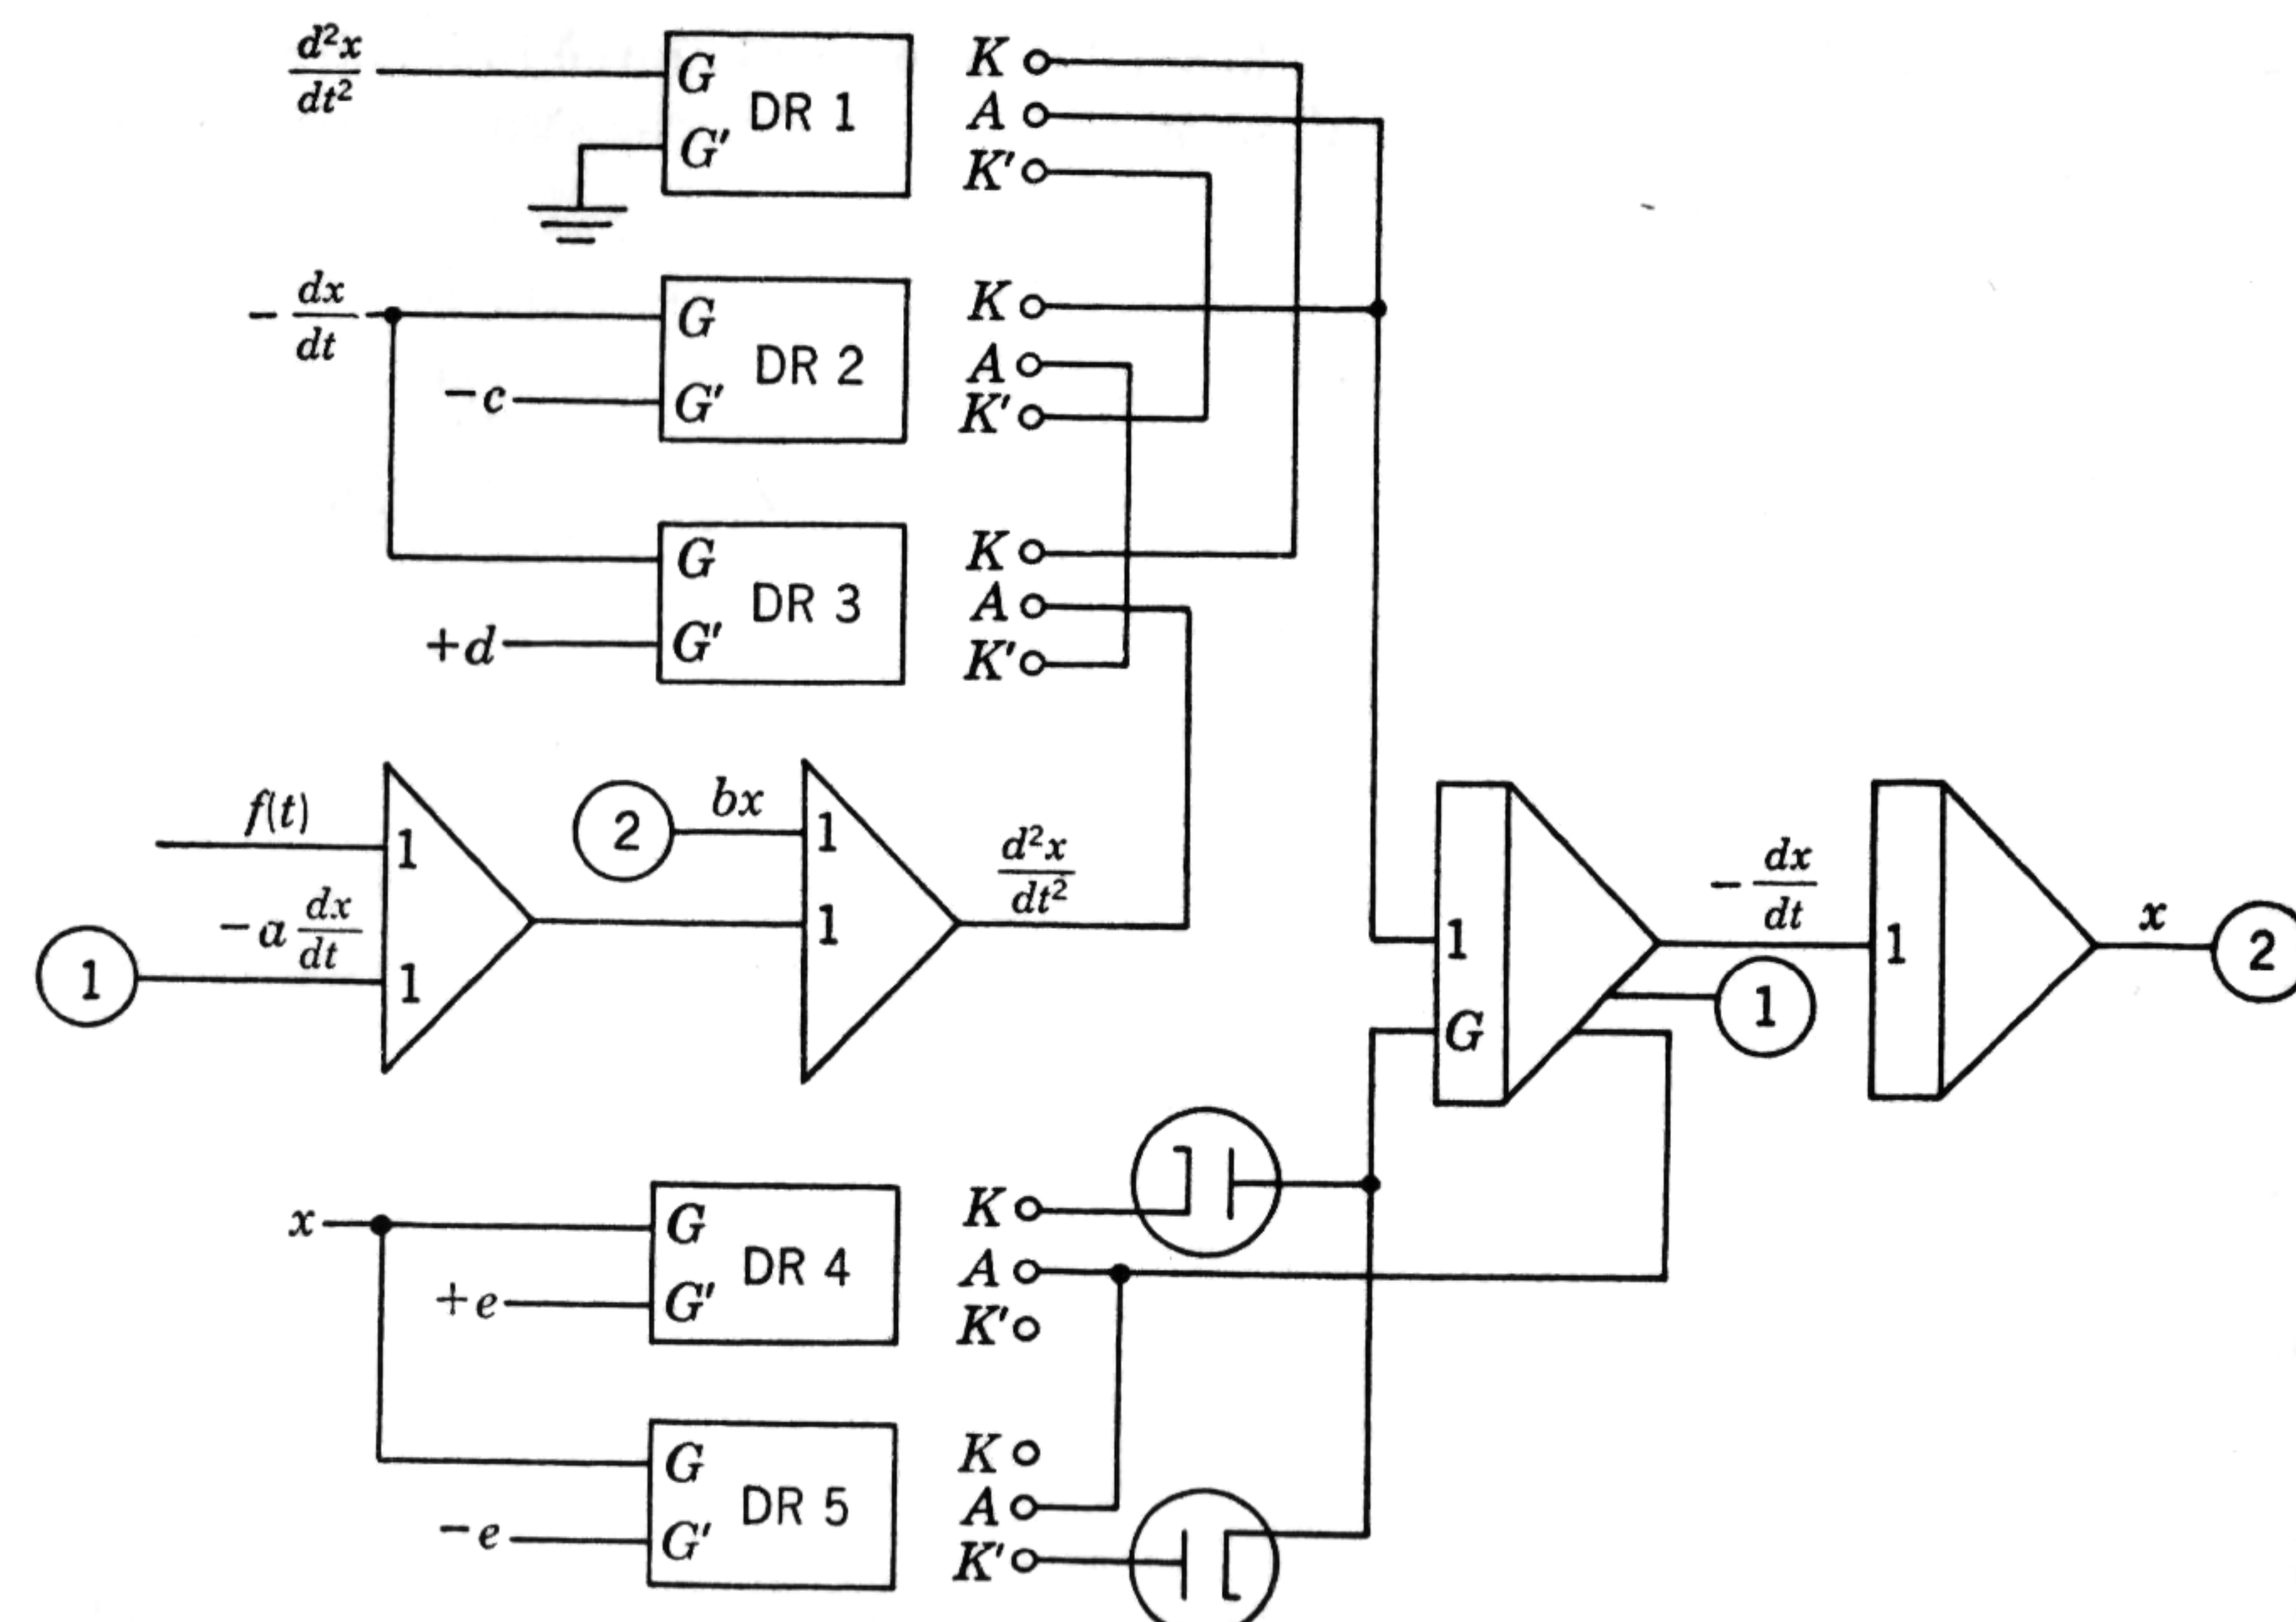 d²x/dt² G DR 1 G′ K A K′
− dx/dt G DR 2 −c G′ K A K′
G DR 3 +d G′ K A K′
f(t) 1 −a dx/dt 1 1
2 bx 1 1 d²x/dt²
1 G − dx/dt 1 1 x 2
x G DR 4 +e G′ K A K′
G DR 5 −e G′ K A K′